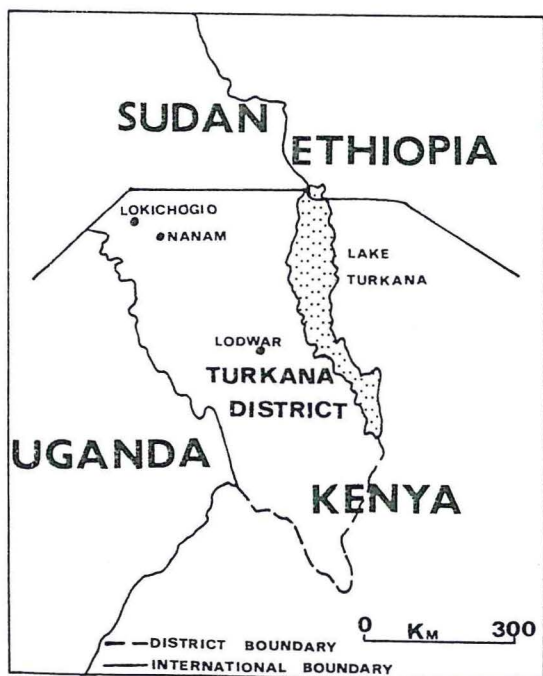 SUDAN
ETHIOPIA
LOKICHOGIO
NANAM
LAKE
TURKANA
LODWAR
TURKANA
DISTRICT
UGANDA
KENYA
0 KM 300
DISTRICT BOUNDARY
INTERNATIONAL BOUNDARY